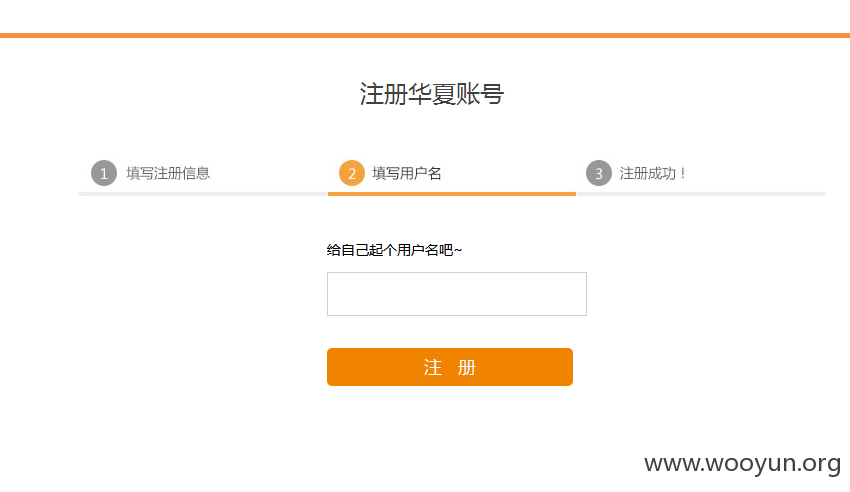 注册华夏账号
1 填写注册信息 2 填写用户名 3 注册成功！
给自己起个用户名吧~
注 册
www.wooyun.org